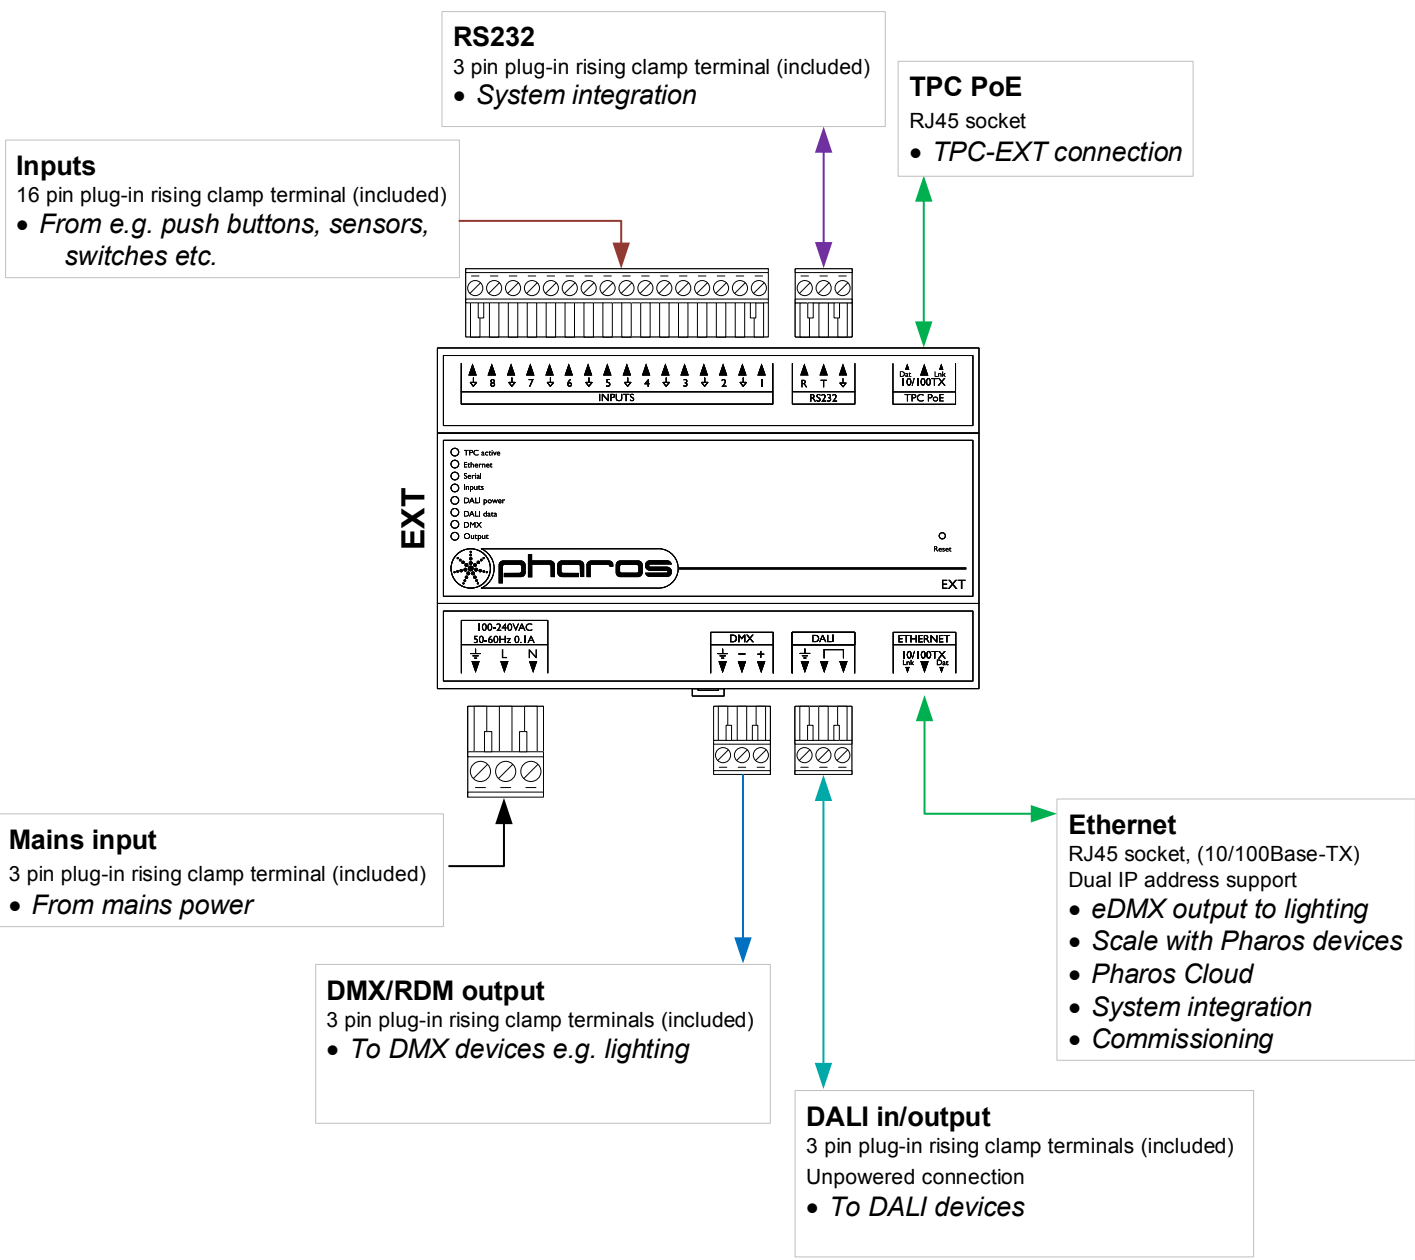 RS232
3 pin plug-in rising clamp terminal (included)
• System integration
TPC PoE
RJ45 socket
• TPC-EXT connection
Inputs
16 pin plug-in rising clamp terminal (included)
• From e.g. push buttons, sensors,
switches etc.
8 7 6 5 4 3 2 1
INPUTS
R T
RS232
Dat Lnk
10/100TX
TPC PoE
EXT
TPC active
Ethernet
Serial
Inputs
DALI power
DALI data
DMX
Output
Reset
pharos
EXT
100-240VAC
50-60Hz 0.1A
L N
DMX
- +
DALI
ETHERNET
10/100TX
Lnk Dat
Mains input
3 pin plug-in rising clamp terminal (included)
• From mains power
DMX/RDM output
3 pin plug-in rising clamp terminals (included)
• To DMX devices e.g. lighting
Ethernet
RJ45 socket, (10/100Base-TX)
Dual IP address support
• eDMX output to lighting
• Scale with Pharos devices
• Pharos Cloud
• System integration
• Commissioning
DALI in/output
3 pin plug-in rising clamp terminals (included)
Unpowered connection
• To DALI devices